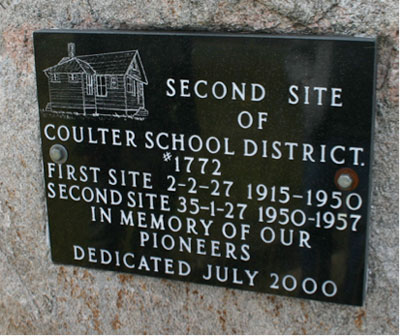 SECOND SITE
OF
COULTER SCHOOL DISTRICT.
#1772
FIRST SITE 2-2-27 1915-1950
SECOND SITE 35-1-27 1950-1957
IN MEMORY OF OUR
PIONEERS
DEDICATED JULY 2000